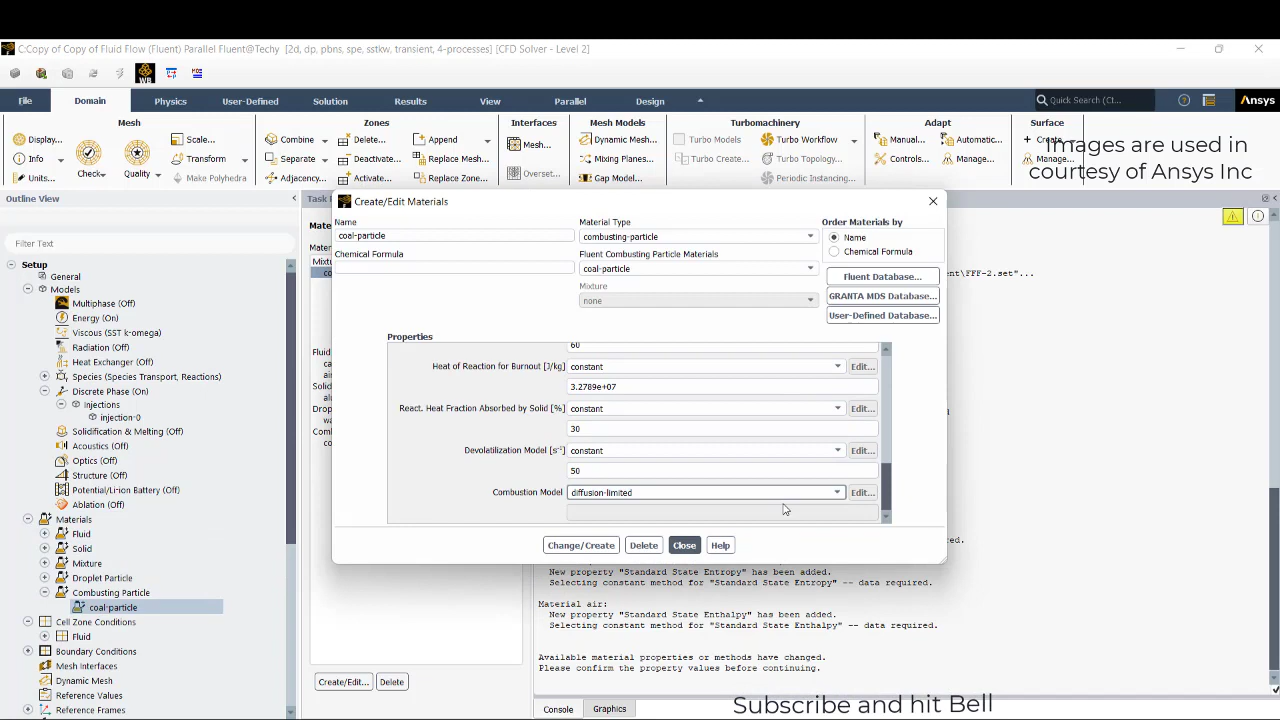 C:Copy of Copy of Fluid Flow (Fluent) Parallel Fluent@Techy [2d, dp, pbns, spe, sstkw, transient, 4-processes] [CFD Solver - Level 2]
File Domain Physics User-Defined Solution Results View Parallel Design Quick Search (Ct... Ansys
Mesh Zones Interfaces Mesh Models Turbomachinery Adapt Surface
Display... Scale... Combine Delete... Append Mesh... Dynamic Mesh... Turbo Models Turbo Workflow Manual... Automatic... Create
Info Check Quality Transform Separate Deactivate... Replace Mesh... Mixing Planes... Turbo Create... Turbo Topology... Controls... Manage... Manage...
Units... Make Polyhedra Adjacency... Activate... Replace Zone... Overset... Gap Model... Periodic Instancing...
Images are used in
courtesy of Ansys Inc
Outline View
Filter Text
Setup
General
Models
Multiphase (Off)
Energy (On)
Viscous (SST k-omega)
Radiation (Off)
Heat Exchanger (Off)
Species (Species Transport, Reactions)
Discrete Phase (On)
Injections
injection-0
Solidification & Melting (Off)
Acoustics (Off)
Optics (Off)
Structure (Off)
Potential/Li-ion Battery (Off)
Ablation (Off)
Materials
Fluid
Solid
Mixture
Droplet Particle
Combusting Particle
coal-particle
Cell Zone Conditions
Fluid
Boundary Conditions
Mesh Interfaces
Dynamic Mesh
Reference Values
Reference Frames
Create/Edit...
Delete
Create/Edit Materials
Name
coal-particle
Chemical Formula
Material Type
combusting-particle
Fluent Combusting Particle Materials
coal-particle
Mixture
none
Order Materials by
Name
Chemical Formula
Fluent Database...
GRANTA MDS Database...
User-Defined Database...
Properties
60
Heat of Reaction for Burnout [J/kg] constant Edit...
3.2789e+07
React. Heat Fraction Absorbed by Solid [%] constant Edit...
30
Devolatilization Model [s⁻¹] constant Edit...
50
Combustion Model diffusion-limited Edit...
Change/Create Delete Close Help
ent\FFF-2.set"...
New property "Standard State Entropy" has been added.
Selecting constant method for "Standard State Entropy" -- data required.
Material air:
New property "Standard State Enthalpy" has been added.
Selecting constant method for "Standard State Enthalpy" -- data required.
Available material properties or methods have changed.
Please confirm the property values before continuing.
Console Graphics
Subscribe and hit Bell